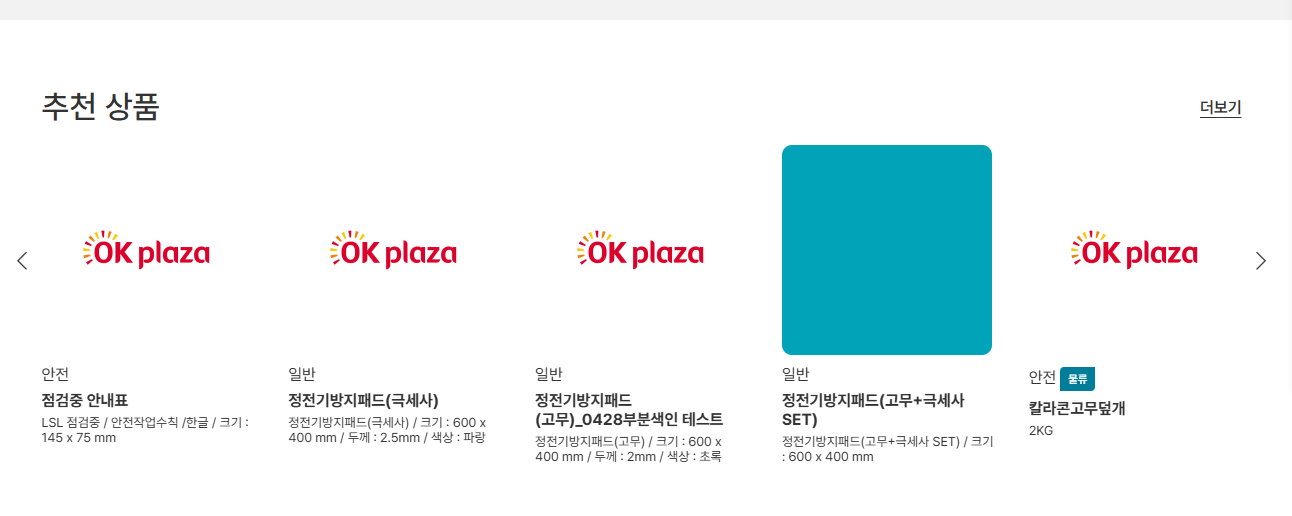 추천 상품
더보기
OK plaza
OK plaza
OK plaza
OK plaza
안전
점검중 안내표
LSL 점검중 / 안전작업수칙 /한글 / 크기 :
145 x 75 mm
일반
정전기방지패드(극세사)
정전기방지패드(극세사) / 크기 : 600 x
400 mm / 두께 : 2.5mm / 색상 : 파랑
일반
정전기방지패드
(고무)_0428부분색인 테스트
정전기방지패드(고무) / 크기 : 600 x
400 mm / 두께 : 2mm / 색상 : 초록
일반
정전기방지패드(고무+극세사
SET)
정전기방지패드(고무+극세사 SET) / 크기
: 600 x 400 mm
안전 물류
칼라콘고무덮개
2KG